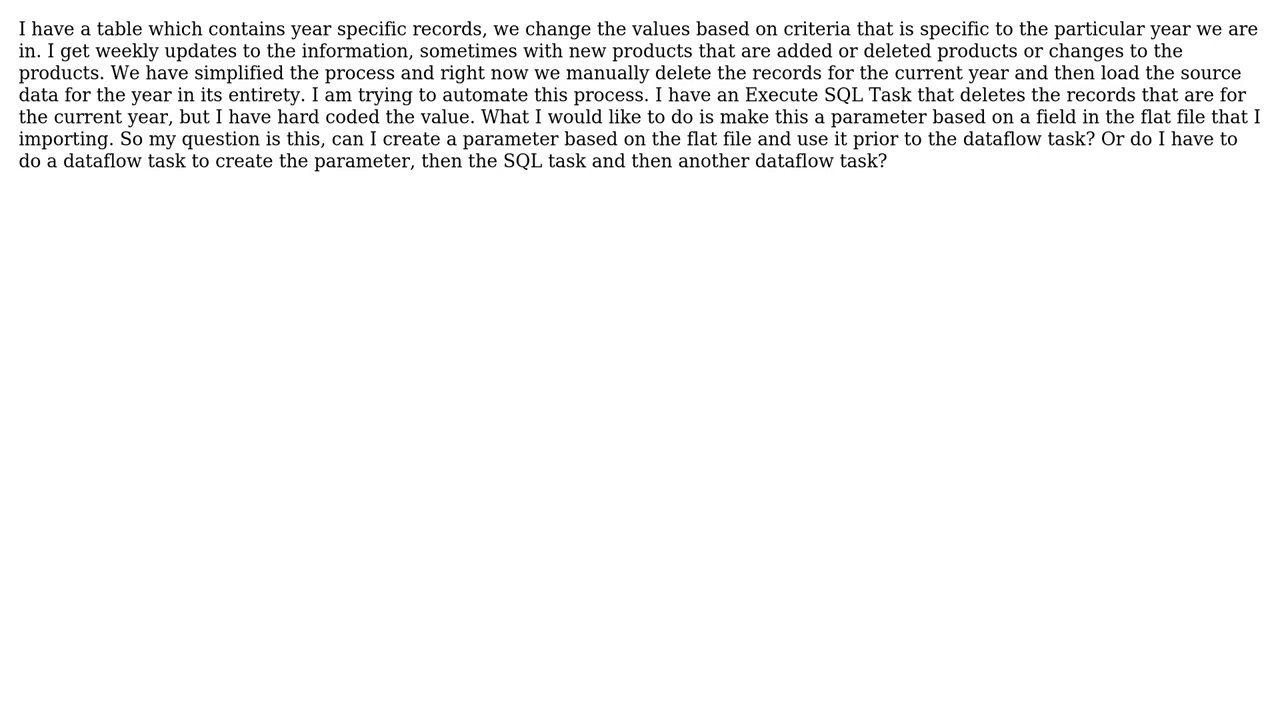 I have a table which contains year specific records, we change the values based on criteria that is specific to the particular year we are
in. I get weekly updates to the information, sometimes with new products that are added or deleted products or changes to the
products. We have simplified the process and right now we manually delete the records for the current year and then load the source
data for the year in its entirety. I am trying to automate this process. I have an Execute SQL Task that deletes the records that are for
the current year, but I have hard coded the value. What I would like to do is make this a parameter based on a field in the flat file that I
importing. So my question is this, can I create a parameter based on the flat file and use it prior to the dataflow task? Or do I have to
do a dataflow task to create the parameter, then the SQL task and then another dataflow task?